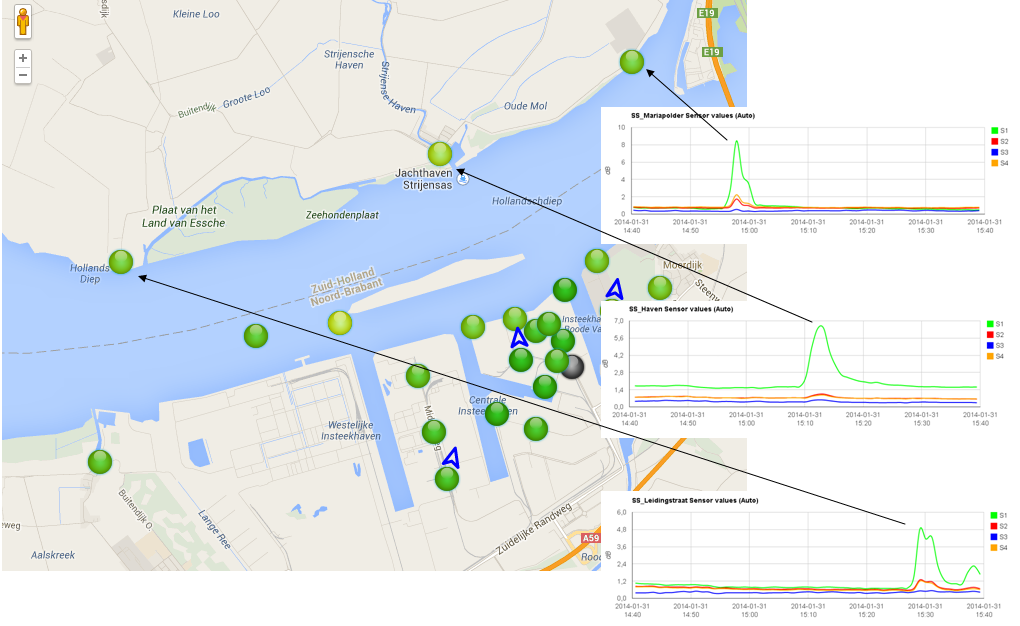 sdijk
Kleine Loo
E19
E19
Strijensche
Haven
Strijense Haven
Buitendijk
Groote Loo
Oude Mol
Jachthaven
Strijensas
Hollandschdiep
Plaat van het
Land van Essche
Zeehondenplaat
Hollands
Diep
Zuid-Holland
Noord-Brabant
Moerdijk
Steenw
Insteekha
Roode Va
Centrale
Westelijke
Insteekhaven
Buitendijk O.
Lange Ree
eweg
Aalskreek
Zuidelijke Randweg
A59
Rood
SS_Mariapolder Sensor values (Auto)
dB
10
8
6
4
2
0
2014-01-31 2014-01-31 2014-01-31 2014-01-31 2014-01-31 2014-01-31 2014-01-31
14:40 14:50 15:00 15:10 15:20 15:30 15:40
S1
S2
S3
S4
SS_Haven Sensor values (Auto)
dB
7,0
5,6
4,2
2,8
1,4
0,0
2014-01-31 2014-01-31 2014-01-31 2014-01-31 2014-01-31 2014-01-31 2014-01-31
14:40 14:50 15:00 15:10 15:20 15:30 15:40
S1
S2
S3
S4
SS_Leidingstraat Sensor values (Auto)
dB
6,0
4,8
3,6
2,4
1,2
0,0
2014-01-31 2014-01-31 2014-01-31 2014-01-31 2014-01-31 2014-01-31 2014-01-31
14:40 14:50 15:00 15:10 15:20 15:30 15:40
S1
S2
S3
S4